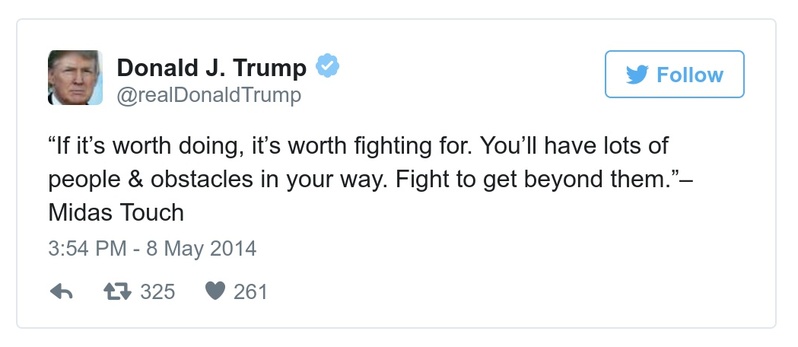 Donald J. Trump
@realDonaldTrump
Follow
“If it’s worth doing, it’s worth fighting for. You’ll have lots of
people & obstacles in your way. Fight to get beyond them.”–
Midas Touch
3:54 PM - 8 May 2014
325 261